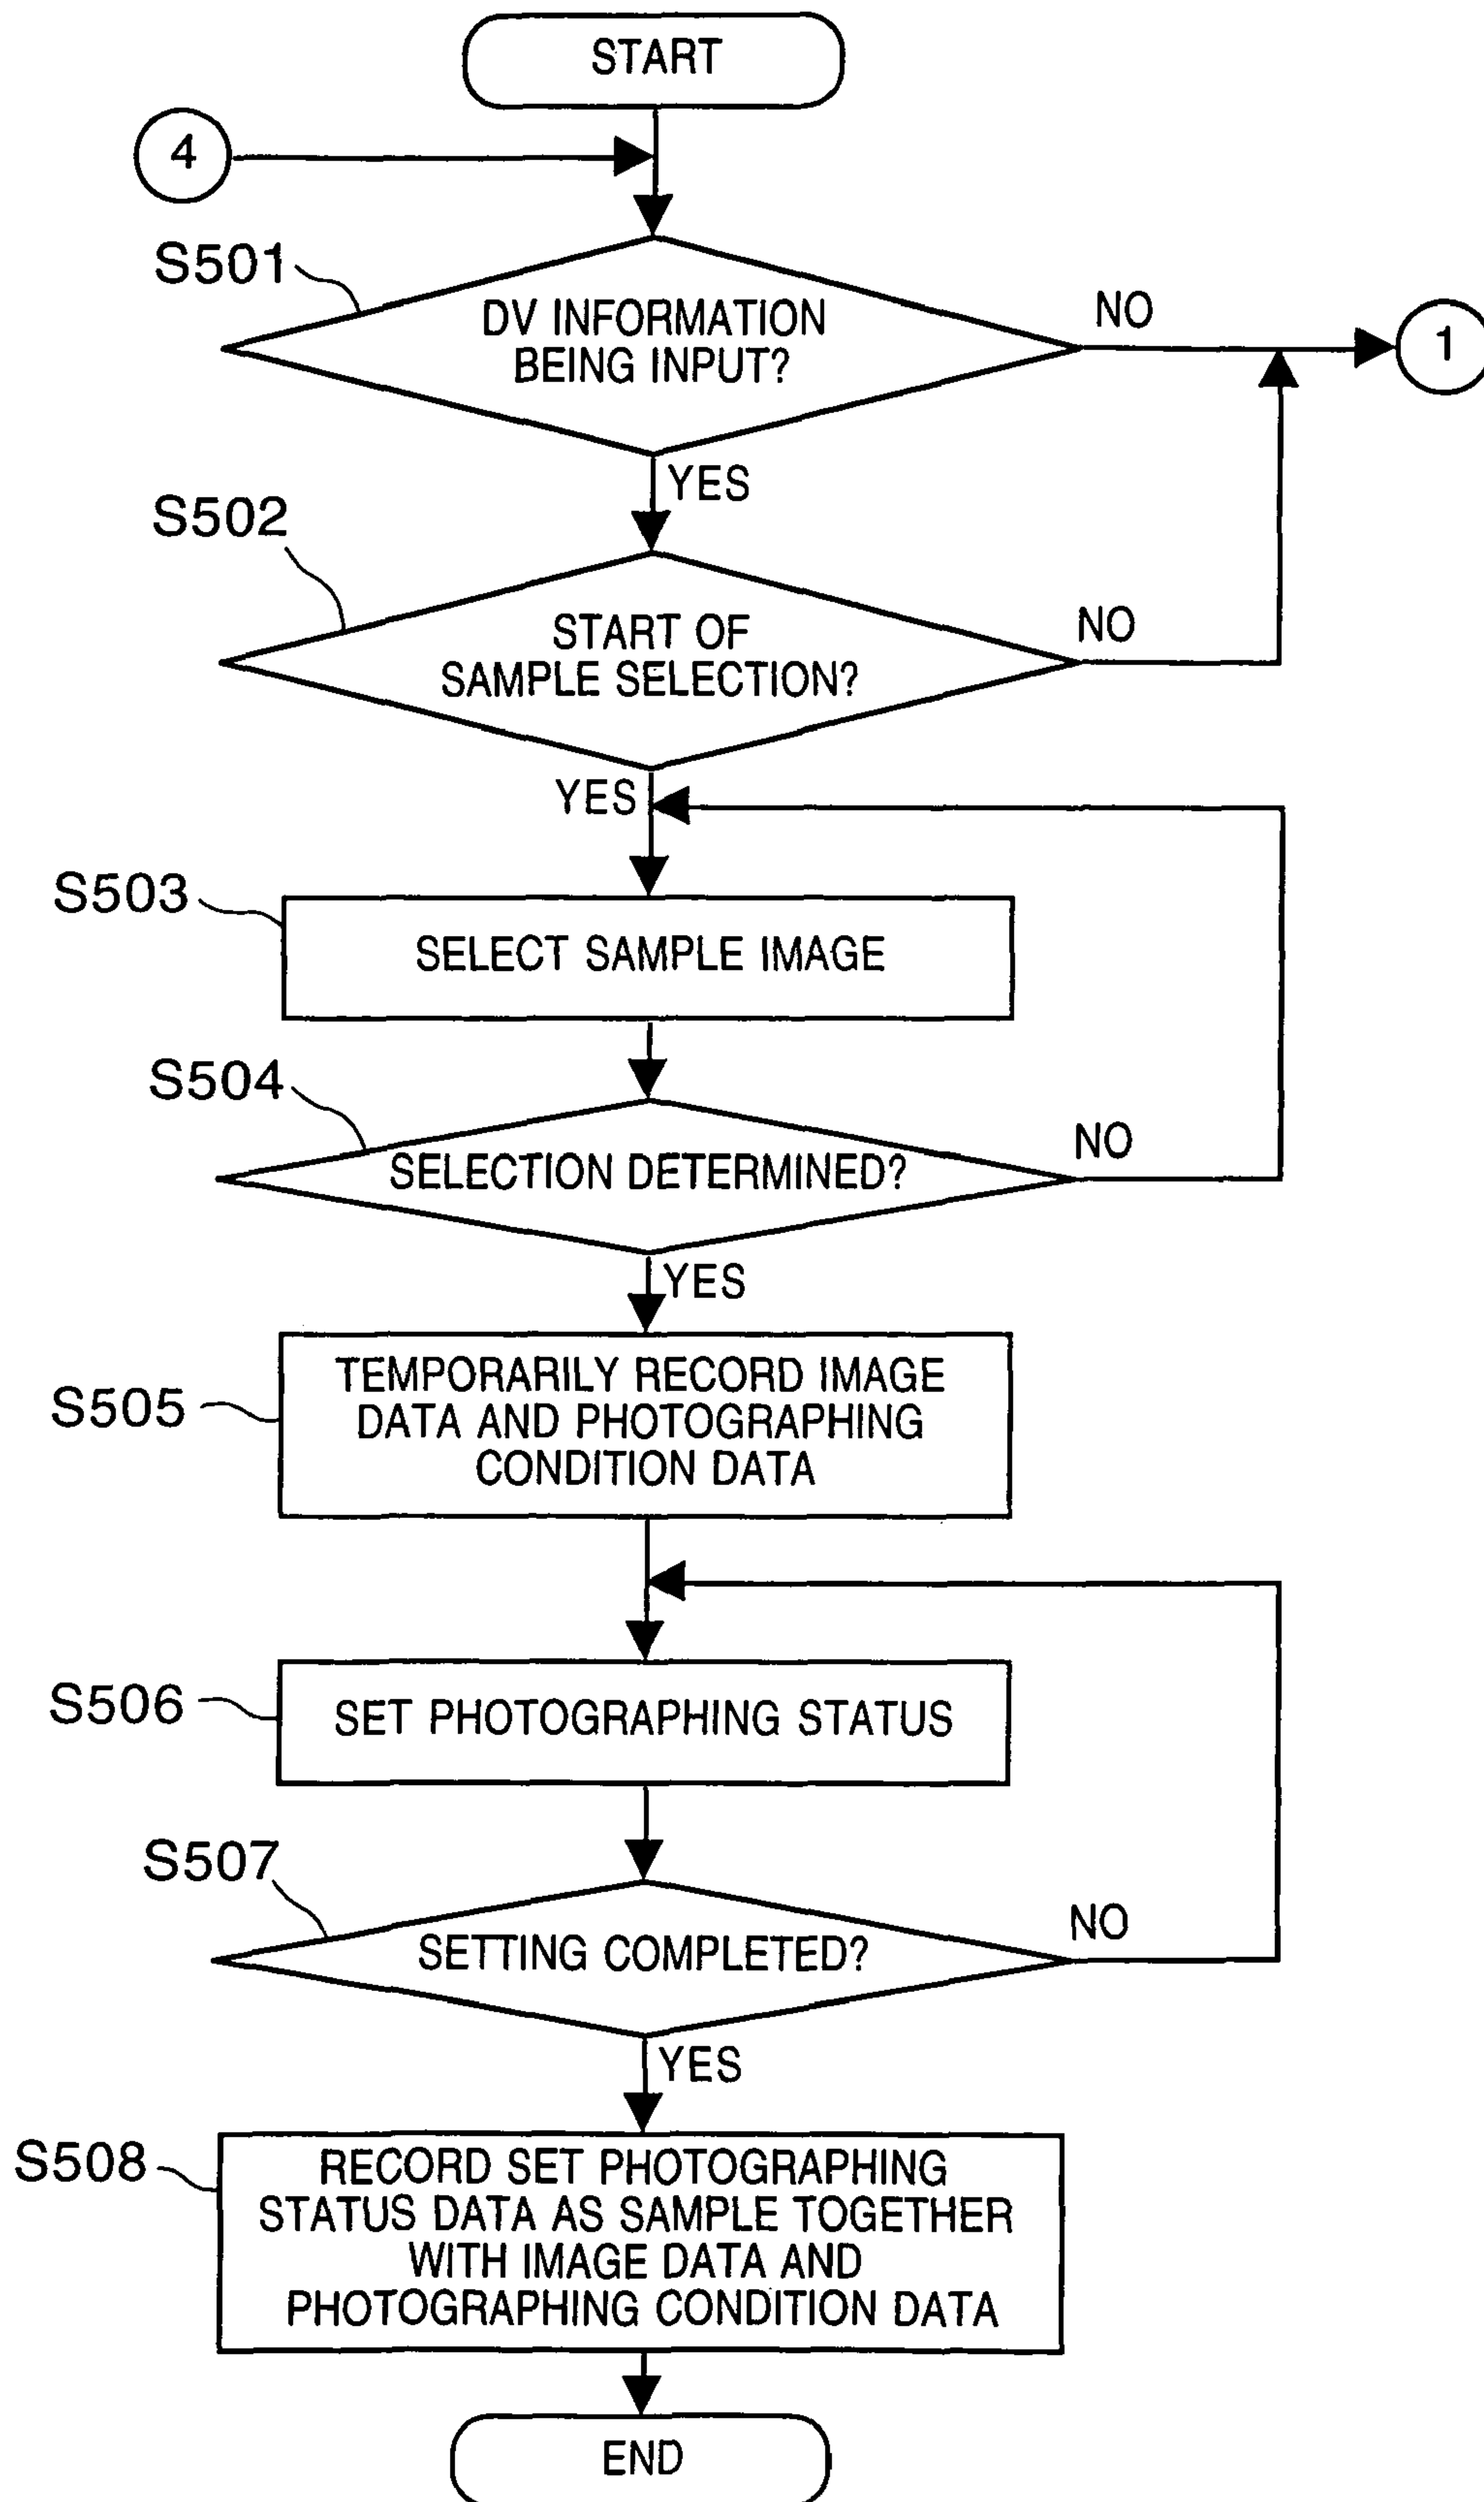 START
4
S501
DV INFORMATION
BEING INPUT?
NO
1
YES
S502
START OF
SAMPLE SELECTION?
NO
YES
S503
SELECT SAMPLE IMAGE
S504
SELECTION DETERMINED?
NO
YES
S505
TEMPORARILY RECORD IMAGE
DATA AND PHOTOGRAPHING
CONDITION DATA
S506
SET PHOTOGRAPHING STATUS
S507
SETTING COMPLETED?
NO
YES
S508
RECORD SET PHOTOGRAPHING
STATUS DATA AS SAMPLE TOGETHER
WITH IMAGE DATA AND
PHOTOGRAPHING CONDITION DATA
END